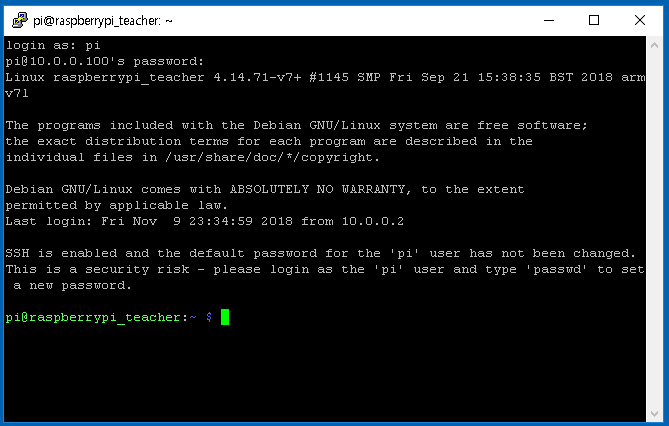 pi@raspberrypi_teacher: ~
login as: pi
pi@10.0.0.100's password:
Linux raspberrypi_teacher 4.14.71-v7+ #1145 SMP Fri Sep 21 15:38:35 BST 2018 arm
v7l
The programs included with the Debian GNU/Linux system are free software;
the exact distribution terms for each program are described in the
individual files in /usr/share/doc/*/copyright.
Debian GNU/Linux comes with ABSOLUTELY NO WARRANTY, to the extent
permitted by applicable law.
Last login: Fri Nov  9 23:34:59 2018 from 10.0.0.2
SSH is enabled and the default password for the 'pi' user has not been changed.
This is a security risk - please login as the 'pi' user and type 'passwd' to set
 a new password.
pi@raspberrypi_teacher:~ $